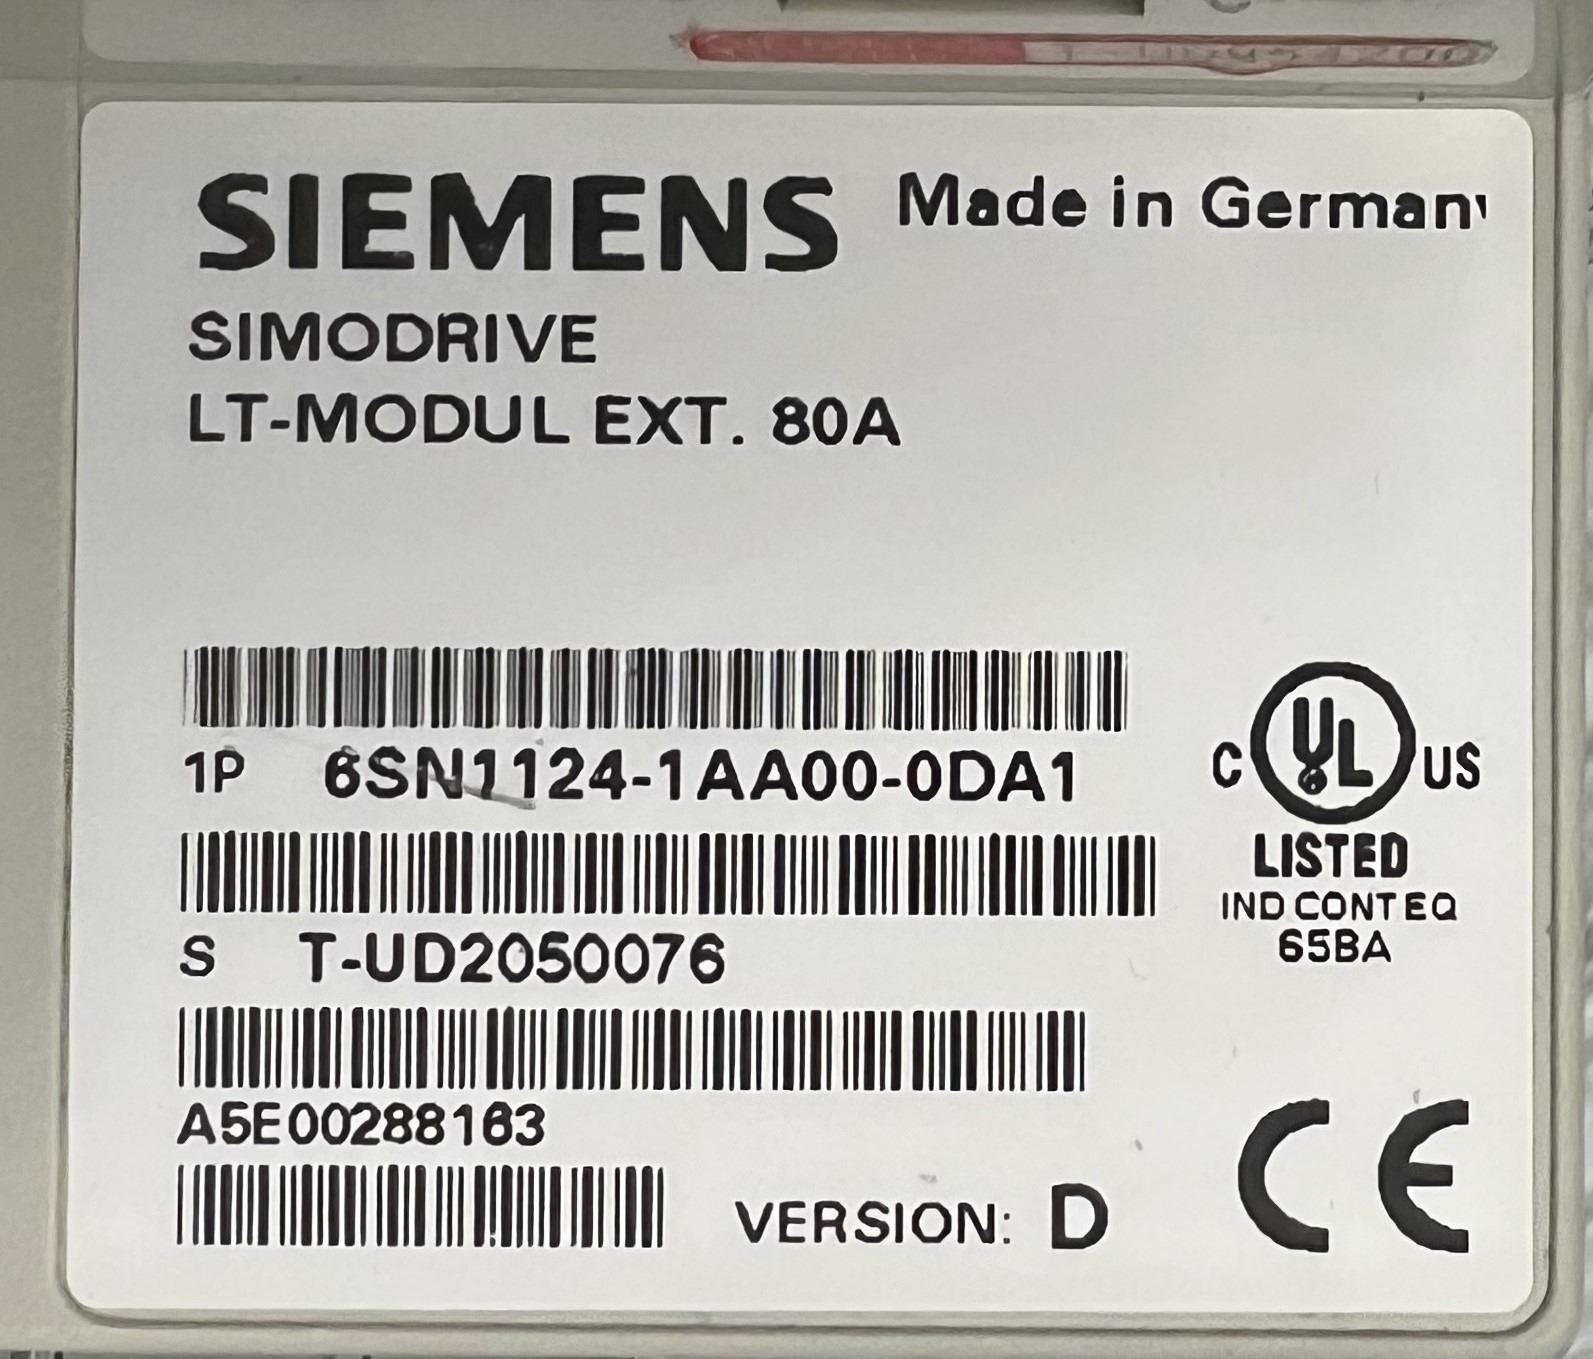 SIEMENS Made in Germany
SIMODRIVE
LT-MODUL EXT. 80A
1P 6SN1124-1AA00-0DA1
S T-UD2050076
A5E00288163
VERSION: D
C UL US
LISTED
IND CONT EQ
65BA
CE